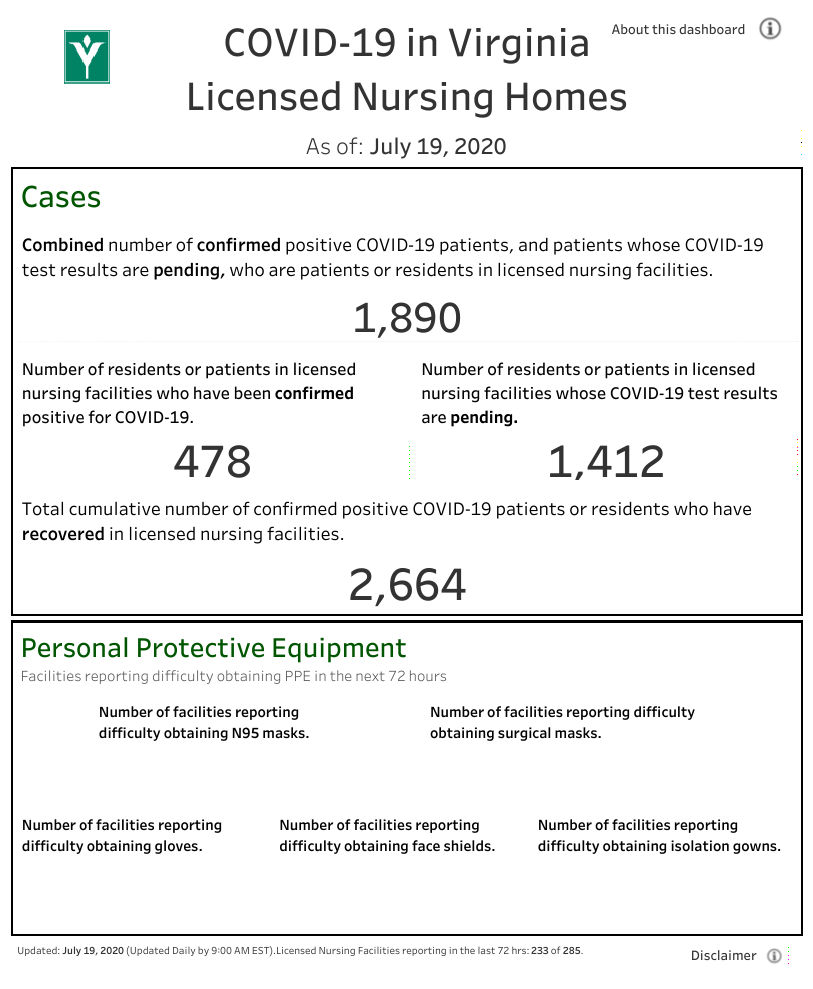 COVID-19 in Virginia
Licensed Nursing Homes
About this dashboard
As of: July 19, 2020
Cases
Combined number of confirmed positive COVID-19 patients, and patients whose COVID-19
test results are pending, who are patients or residents in licensed nursing facilities.
1,890
Number of residents or patients in licensed
nursing facilities who have been confirmed
positive for COVID-19.
478
Number of residents or patients in licensed
nursing facilities whose COVID-19 test results
are pending.
1,412
Total cumulative number of confirmed positive COVID-19 patients or residents who have
recovered in licensed nursing facilities.
2,664
Personal Protective Equipment
Facilities reporting difficulty obtaining PPE in the next 72 hours
Number of facilities reporting
difficulty obtaining N95 masks.
Number of facilities reporting difficulty
obtaining surgical masks.
Number of facilities reporting
difficulty obtaining gloves.
Number of facilities reporting
difficulty obtaining face shields.
Number of facilities reporting
difficulty obtaining isolation gowns.
Updated: July 19, 2020 (Updated Daily by 9:00 AM EST).Licensed Nursing Facilities reporting in the last 72 hrs: 233 of 285.
Disclaimer